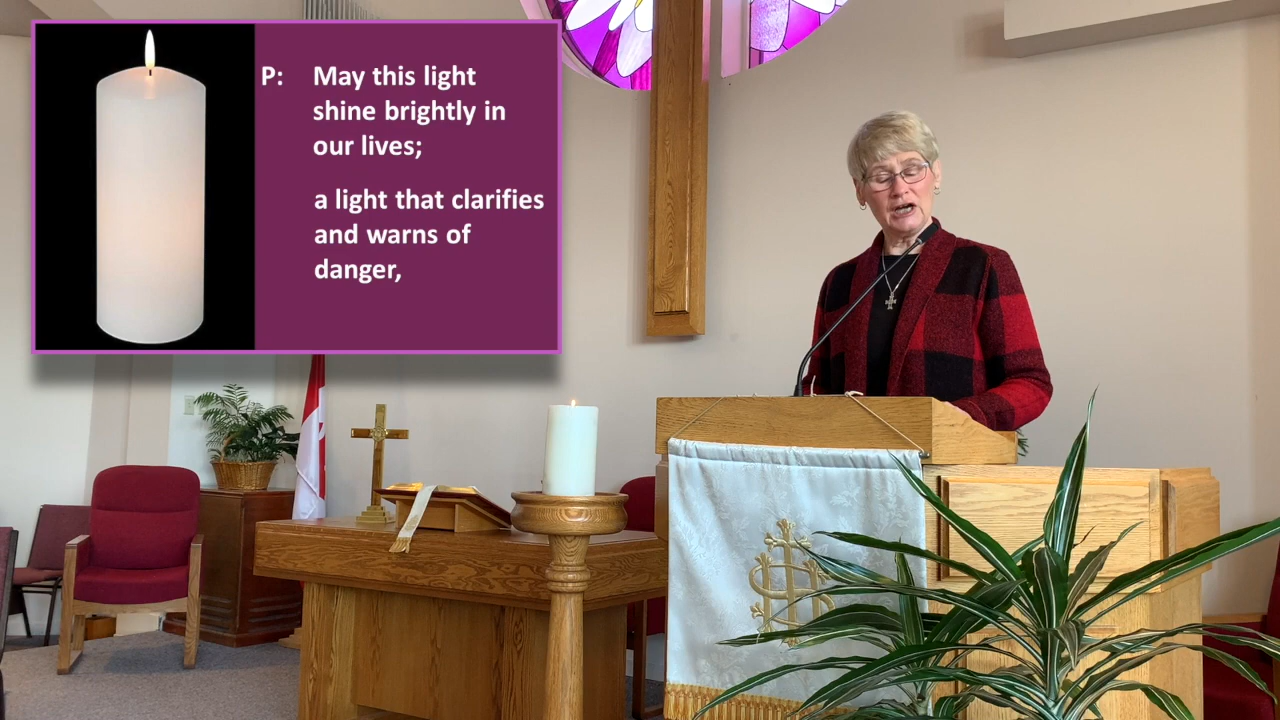 P: May this light
shine brightly in
our lives;
a light that clarifies
and warns of
danger,